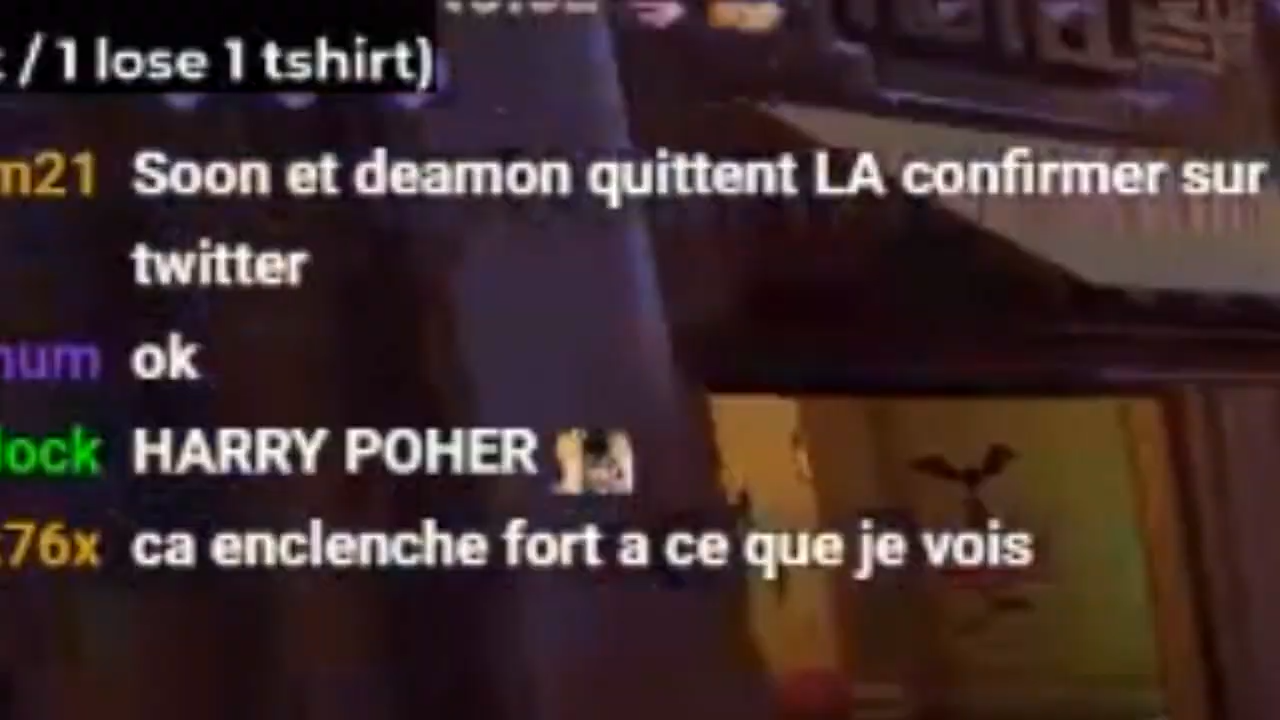 / 1 lose 1 tshirt)
m21 Soon et deamon quittent LA confirmer sur
twitter
num ok
lock HARRY POHER
76x ca enclenche fort a ce que je vois